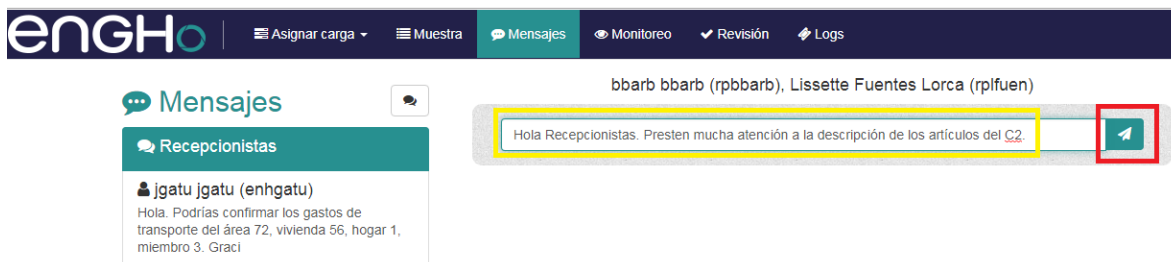 enGHo
Asignar carga
Muestra
Mensajes
Monitoreo
Revisión
Logs
Mensajes
Recepcionistas
jgatu jgatu (enhgatu)
Hola. Podrías confirmar los gastos de
transporte del área 72, vivienda 56, hogar 1,
miembro 3. Graci
bbarb bbarb (rpbbarb), Lissette Fuentes Lorca (rplfuen)
Hola Recepcionistas. Presten mucha atención a la descripción de los artículos del C2.